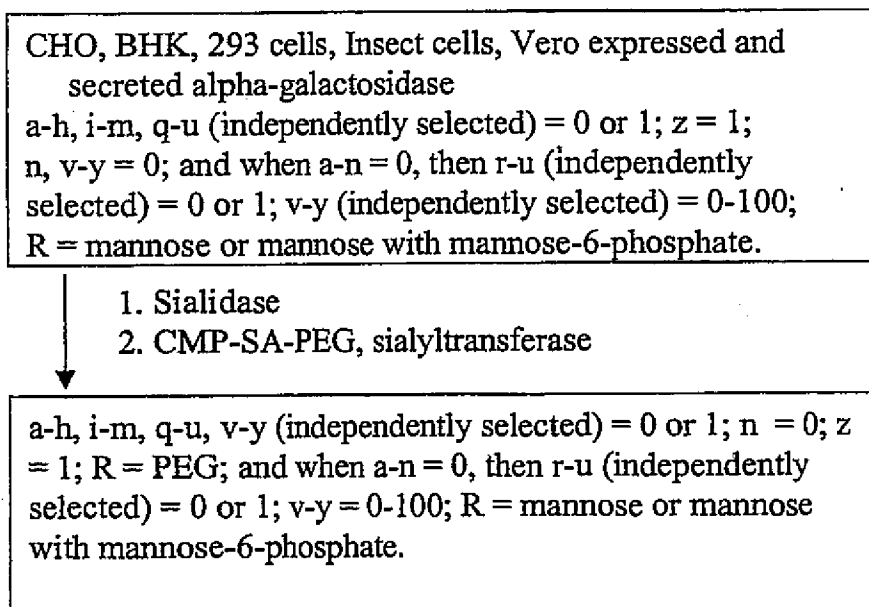 CHO, BHK, 293 cells, Insect cells, Vero expressed and
secreted alpha-galactosidase
a-h, i-m, q-u (independently selected) = 0 or 1; z = 1;
n, v-y = 0; and when a-n = 0, then r-u (independently
selected) = 0 or 1; v-y (independently selected) = 0-100;
R = mannose or mannose with mannose-6-phosphate.
1. Sialidase
2. CMP-SA-PEG, sialyltransferase
a-h, i-m, q-u, v-y (independently selected) = 0 or 1; n = 0; z
= 1; R = PEG; and when a-n = 0, then r-u (independently
selected) = 0 or 1; v-y = 0-100; R = mannose or mannose
with mannose-6-phosphate.